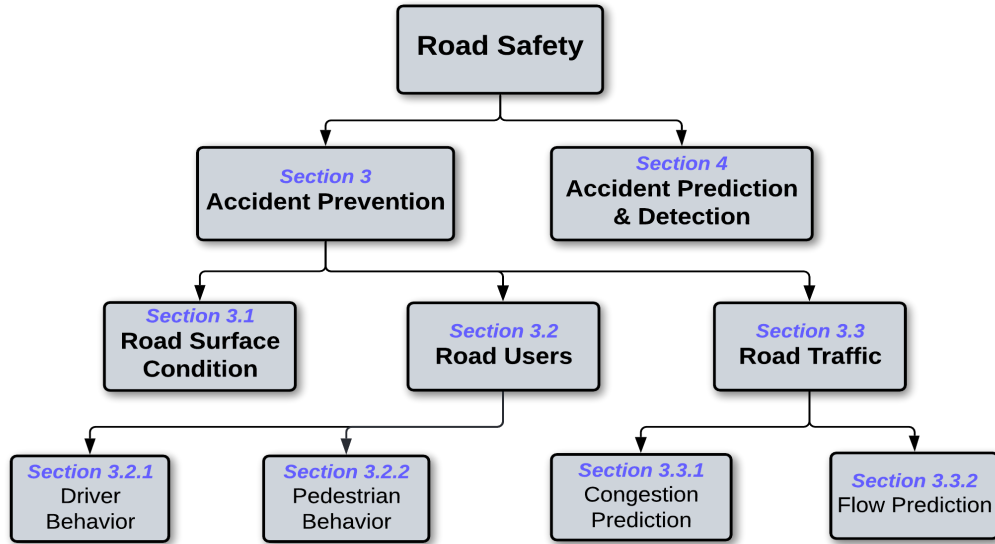 Road Safety
Section 3
Accident Prevention
Section 4
Accident Prediction
& Detection
Section 3.1
Road Surface
Condition
Section 3.2
Road Users
Section 3.3
Road Traffic
Section 3.2.1
Driver
Behavior
Section 3.2.2
Pedestrian
Behavior
Section 3.3.1
Congestion
Prediction
Section 3.3.2
Flow Prediction